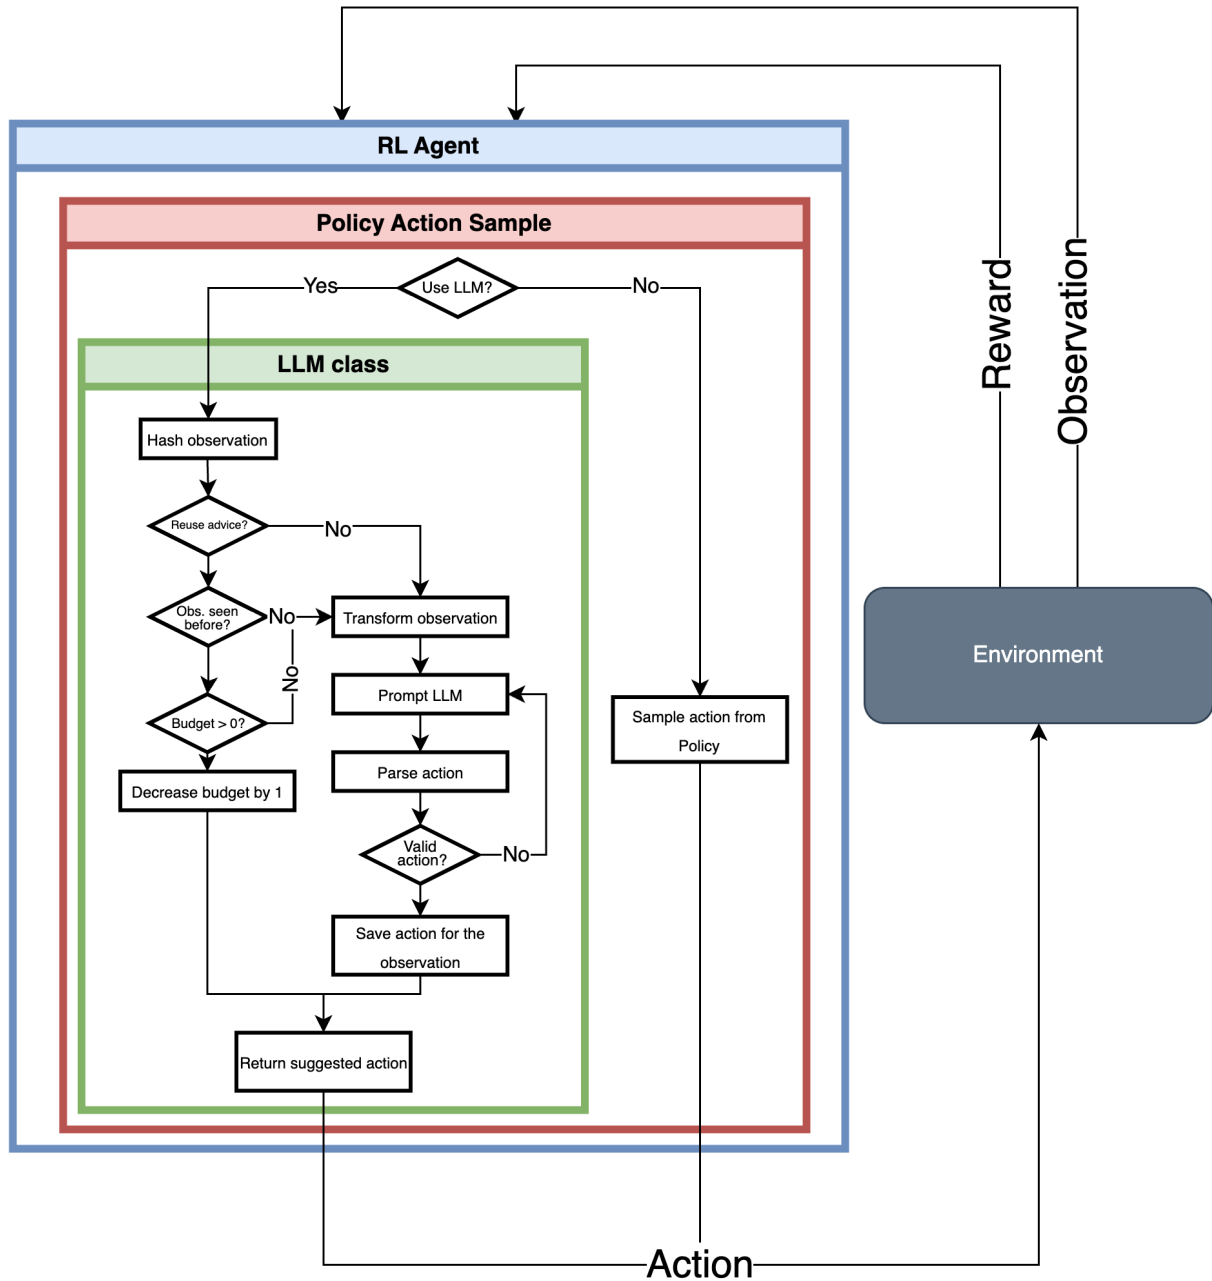 RL Agent
Policy Action Sample
Use LLM?
Yes
No
LLM class
Hash observation
Reuse advice?
No
Obs. seen
before?
No
Transform observation
No
Prompt LLM
Budget > 0?
Sample action from
Policy
Parse action
Decrease budget by 1
Valid
action?
No
Save action for the
observation
Return suggested action
Reward
Observation
Environment
Action